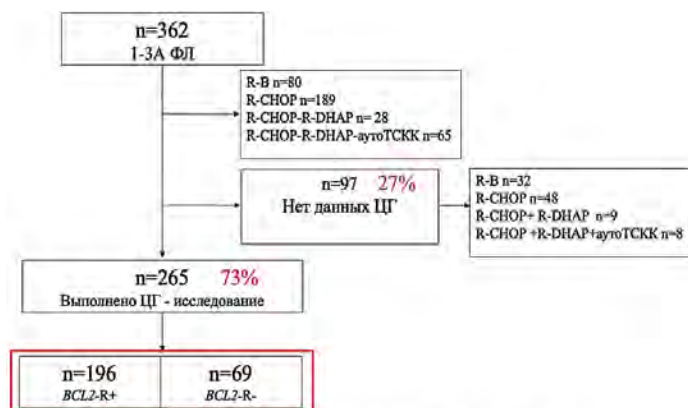 n=362
1-3А ФЛ
R-B n=80
R-CHOP n=189
R-CHOP-R-DHAP n= 28
R-CHOP-R-DHAP-аутоТСКК n=65
n=97 27%
Нет данных ЦГ
R-B n=32
R-CHOP n=48
R-CHOP+ R-DHAP n=9
R-CHOP +R-DHAP+аутоТСКК n=8
n=265 73%
Выполнено ЦГ - исследование
n=196 n=69
BCL2-R+ BCL2-R-